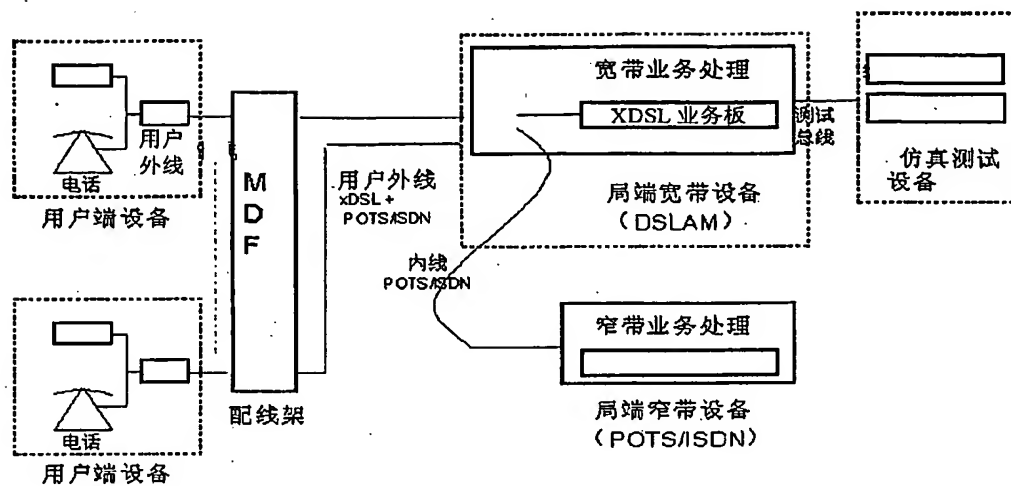 电话
用户
外线
用户端设备
MDF
用户外线
xDSL +
POTS/ISDN
宽带业务处理
XDSL 业务板
测试
总线
局端宽带设备
(DSLAM)
仿真测试
设备
内线
POTS/ISDN
窄带业务处理
局端窄带设备
(POTS/ISDN)
配线架
电话
用户端设备